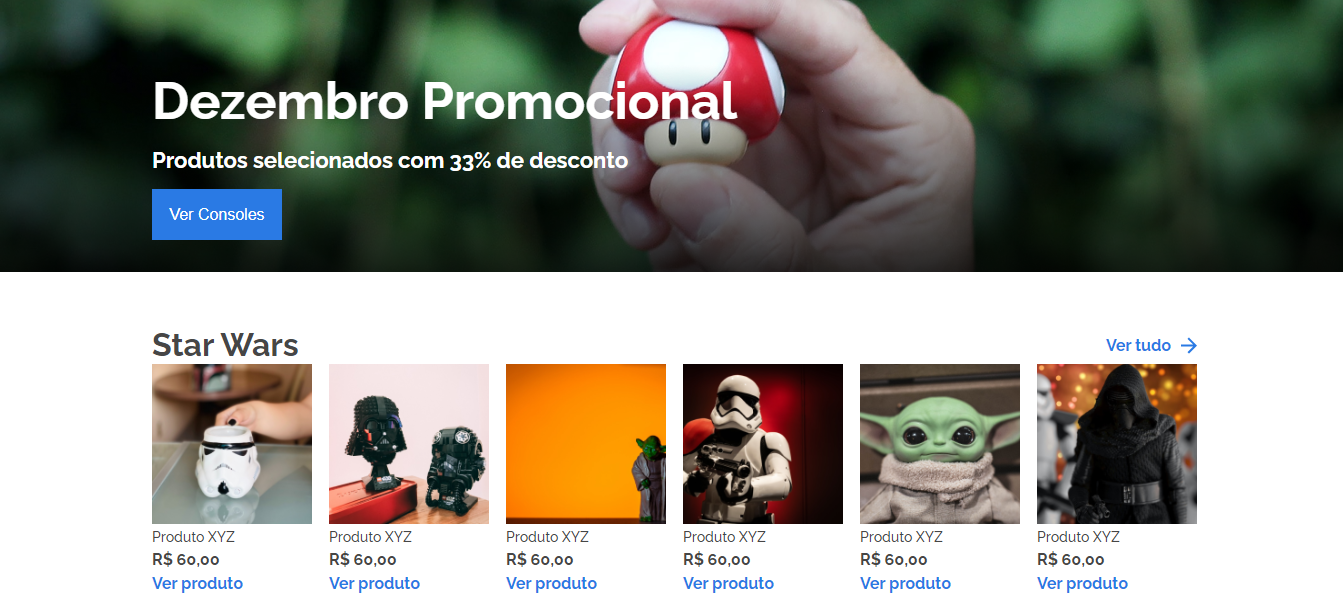 Dezembro Promocional
Produtos selecionados com 33% de desconto
Ver Consoles
Star Wars
Ver tudo
Produto XYZ
R$ 60,00
Ver produto
Produto XYZ
R$ 60,00
Ver produto
Produto XYZ
R$ 60,00
Ver produto
Produto XYZ
R$ 60,00
Ver produto
Produto XYZ
R$ 60,00
Ver produto
Produto XYZ
R$ 60,00
Ver produto